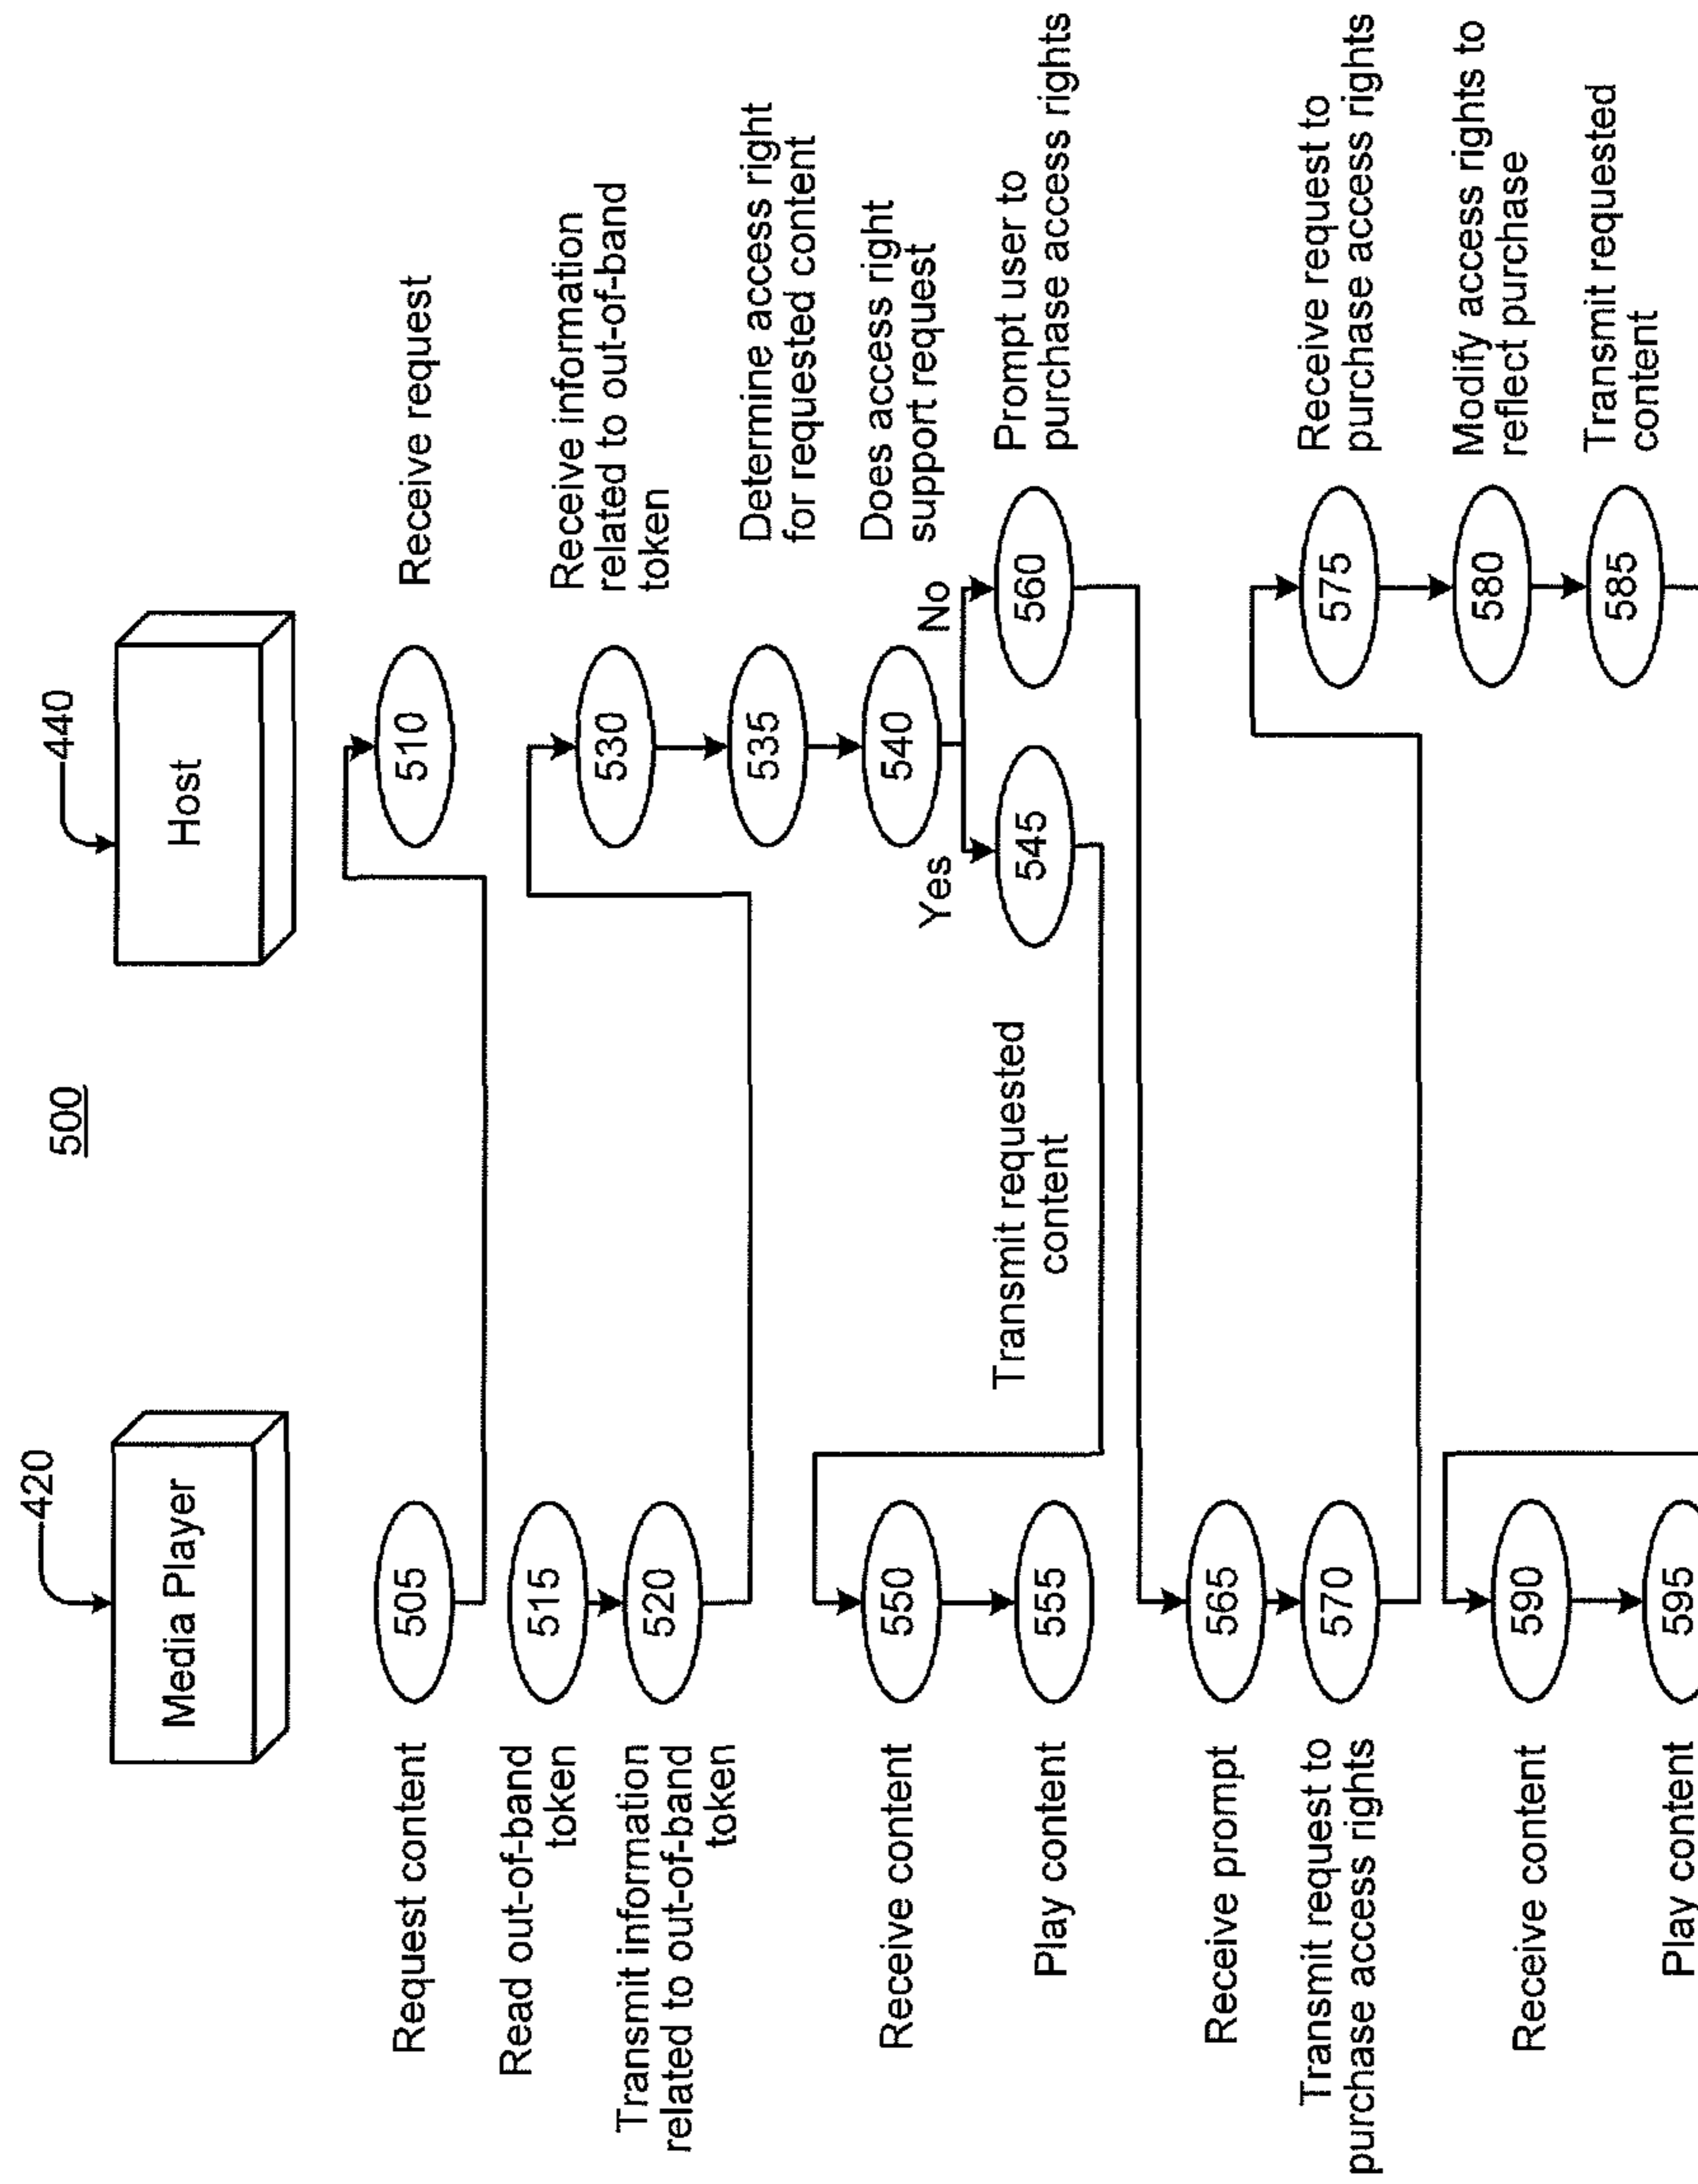 500
420
440
Media Player
Host
Request content
505
510
Receive request
Read out-of-band
token
515
Transmit information
related to out-of-band
token
520
530
Receive information
related to out-of-band
token
535
Determine access right
for requested content
540
Does access right
support request
Yes
No
545
Transmit requested
content
560
Prompt user to
purchase access rights
Receive content
550
Play content
555
Receive prompt
565
Transmit request to
purchase access rights
570
575
Receive request to
purchase access rights
580
Modify access rights to
reflect purchase
585
Transmit requested
content
Receive content
590
Play content
595